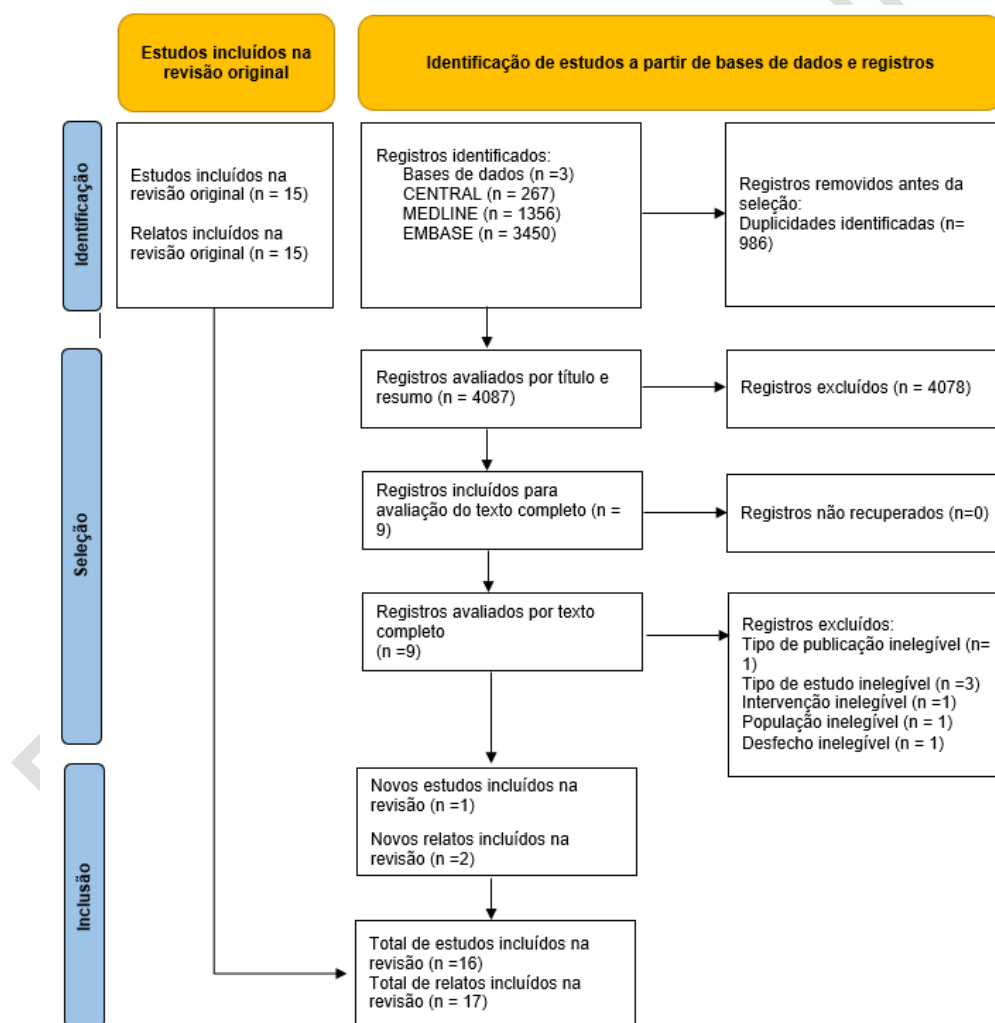 Estudos incluídos na
revisão original
Identificação de estudos a partir de bases de dados e registros
Identificação
Estudos incluídos na
revisão original (n = 15)
Relatos incluídos na
revisão original (n = 15)
Registros identificados:
Bases de dados (n =3)
CENTRAL (n = 267)
MEDLINE (n = 1356)
EMBASE (n = 3450)
Registros removidos antes da
seleção:
Duplicidades identificadas (n=
986)
Seleção
Registros avaliados por título e
resumo (n = 4087)
Registros excluídos (n = 4078)
Registros incluídos para
avaliação do texto completo (n =
9)
Registros não recuperados (n=0)
Registros avaliados por texto
completo
(n =9)
Registros excluídos:
Tipo de publicação inelegível (n=
1)
Tipo de estudo inelegível (n =3)
Intervenção inelegível (n =1)
População inelegível (n = 1)
Desfecho inelegível (n = 1)
Inclusão
Novos estudos incluídos na
revisão (n =1)
Novos relatos incluídos na
revisão (n =2)
Total de estudos incluídos na
revisão (n =16)
Total de relatos incluídos na
revisão (n = 17)